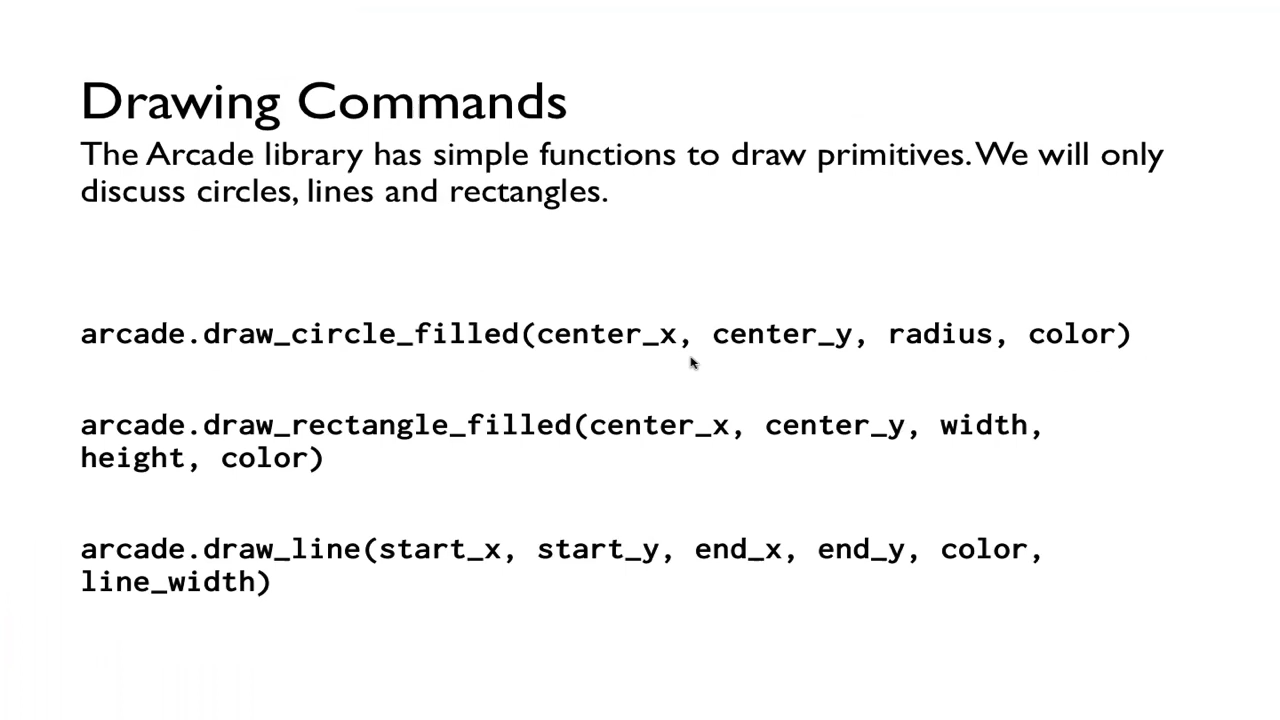 Drawing Commands
The Arcade library has simple functions to draw primitives. We will only
discuss circles, lines and rectangles.
arcade.draw_circle_filled(center_x, center_y, radius, color)
arcade.draw_rectangle_filled(center_x, center_y, width,
height, color)
arcade.draw_line(start_x, start_y, end_x, end_y, color,
line_width)